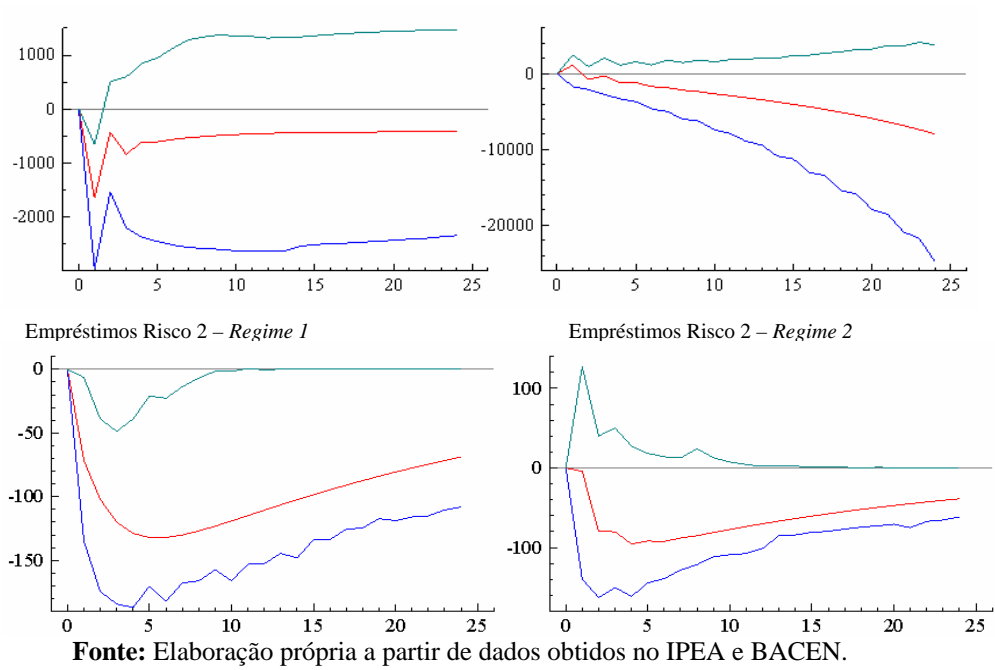 1000
0
-1000
-2000
0 5 10 15 20 25
0
-10000
-20000
0 5 10 15 20 25
Empréstimos Risco 2 – Regime 1
Empréstimos Risco 2 – Regime 2
0
-50
-100
-150
0 5 10 15 20 25
100
0
-100
0 5 10 15 20 25
Fonte: Elaboração própria a partir de dados obtidos no IPEA e BACEN.